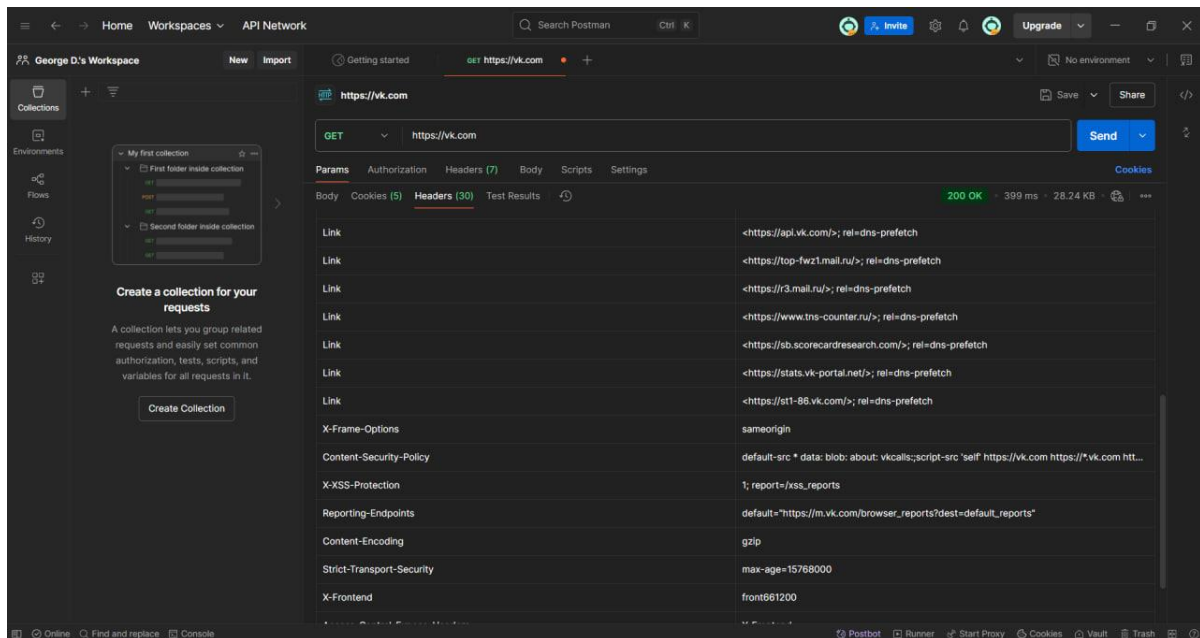 Home Workspaces API Network Search Postman Ctrl K Invite Upgrade
George D.'s Workspace New Import Getting started GET https://vk.com No environment
Collections
Environments
Flows
History
My first collection
First folder inside collection
GET
POST
GET
Second folder inside collection
GET
GET
Create a collection for your
requests
A collection lets you group related
requests and easily set common
authorization, tests, scripts, and
variables for all requests in it.
Create Collection
HTTP https://vk.com Save Share
GET https://vk.com Send
Params Authorization Headers (7) Body Scripts Settings Cookies
Body Cookies (5) Headers (30) Test Results 200 OK 399 ms 28.24 KB
Link <https://api.vk.com/>; rel=dns-prefetch
Link <https://top-fwz1.mail.ru/>; rel=dns-prefetch
Link <https://r3.mail.ru/>; rel=dns-prefetch
Link <https://www.tns-counter.ru/>; rel=dns-prefetch
Link <https://sb.scorecardresearch.com/>; rel=dns-prefetch
Link <https://stats.vk-portal.net/>; rel=dns-prefetch
Link <https://st1-86.vk.com/>; rel=dns-prefetch
X-Frame-Options sameorigin
Content-Security-Policy default-src * data: blob: about: vkcalls:;script-src 'self' https://vk.com https://*.vk.com htt...
X-XSS-Protection 1; report=/xss_reports
Reporting-Endpoints default="https://m.vk.com/browser_reports?dest=default_reports"
Content-Encoding gzip
Strict-Transport-Security max-age=15768000
X-Frontend front661200
Online Find and replace Console Postbot Runner Start Proxy Cookies Vault Trash